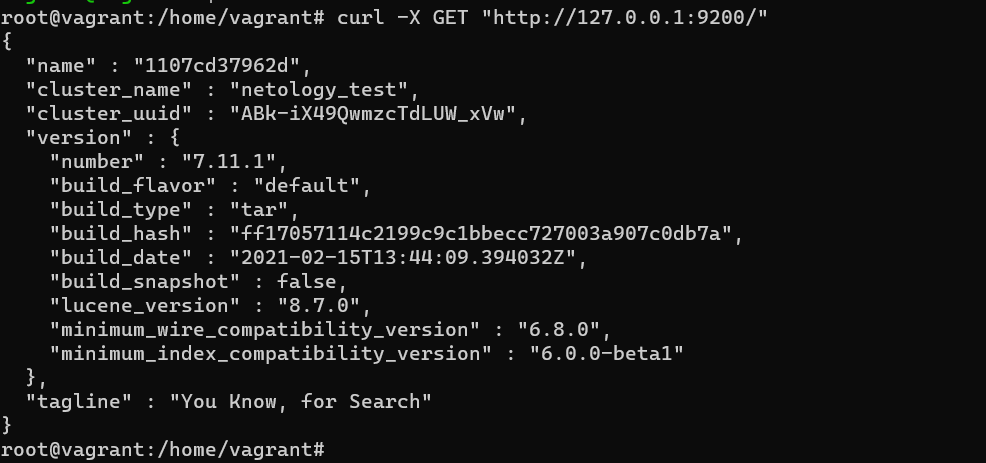 root@vagrant:/home/vagrant# curl -X GET "http://127.0.0.1:9200/"
{
  "name" : "1107cd37962d",
  "cluster_name" : "netology_test",
  "cluster_uuid" : "ABk-iX49QwmzcTdLUW_xVw",
  "version" : {
    "number" : "7.11.1",
    "build_flavor" : "default",
    "build_type" : "tar",
    "build_hash" : "ff17057114c2199c9c1bbecc727003a907c0db7a",
    "build_date" : "2021-02-15T13:44:09.394032Z",
    "build_snapshot" : false,
    "lucene_version" : "8.7.0",
    "minimum_wire_compatibility_version" : "6.8.0",
    "minimum_index_compatibility_version" : "6.0.0-beta1"
  },
  "tagline" : "You Know, for Search"
}
root@vagrant:/home/vagrant#